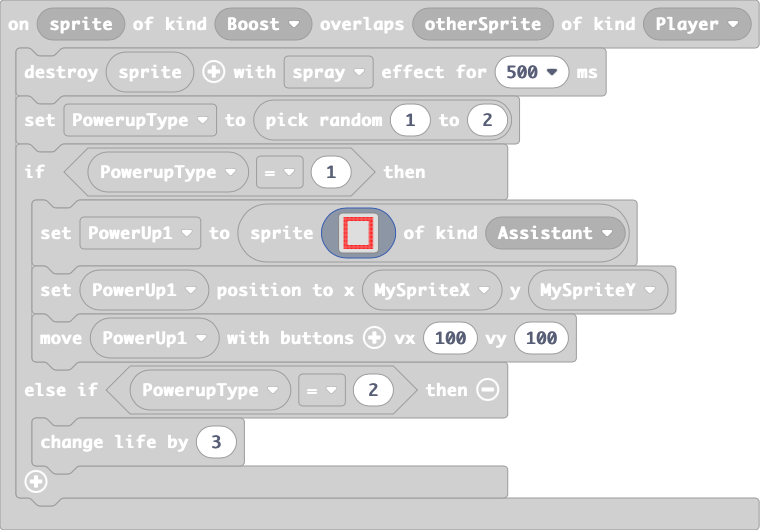 on sprite of kind Boost overlaps otherSprite of kind Player
destroy sprite with spray effect for 500 ms
set PowerupType to pick random 1 to 2
if PowerupType = 1 then
set PowerUp1 to sprite of kind Assistant
set PowerUp1 position to x MySpriteX y MySpriteY
move PowerUp1 with buttons vx 100 vy 100
else if PowerupType = 2 then
change life by 3